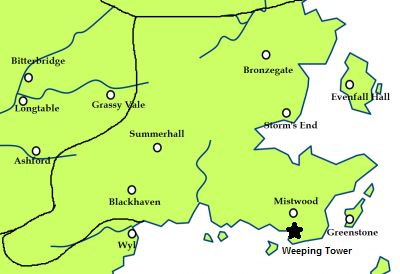 Bitterbridge
Bronzegate
Longtable
Grassy Vale
Evenfall Hall
Storm's End
Summerhall
Ashford
Blackhaven
Mistwood
Wyl
Greenstone
Weeping Tower